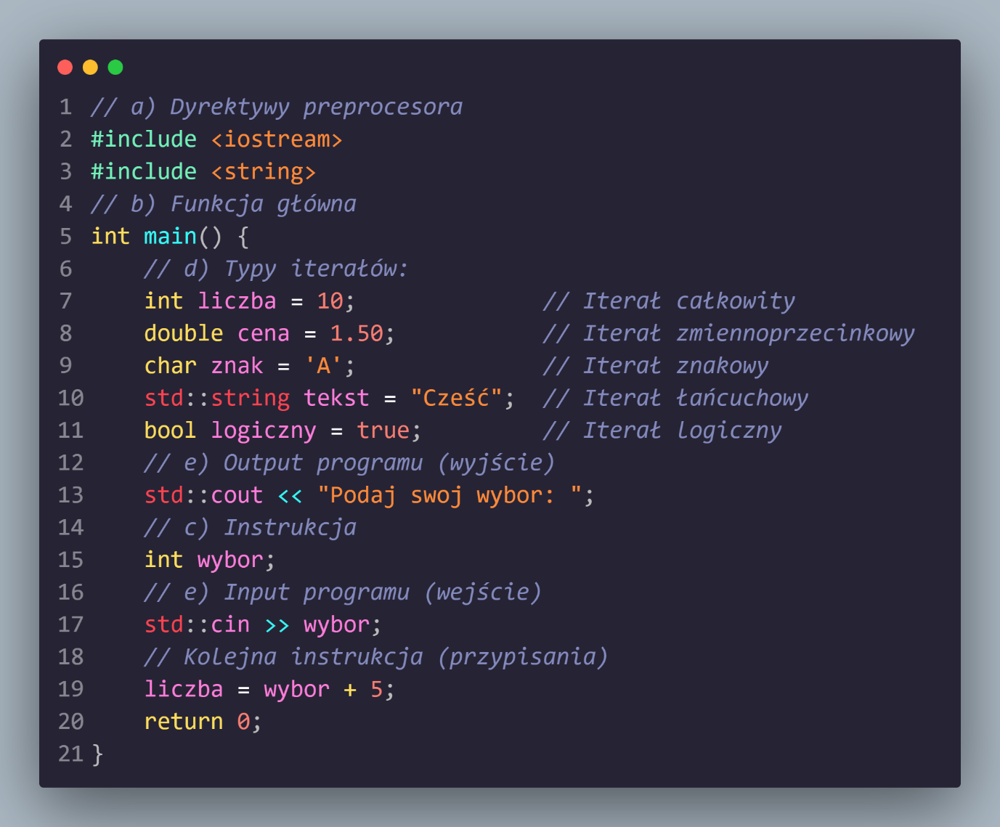 1 // a) Dyrektywy preprocesora
2 #include <iostream>
3 #include <string>
4 // b) Funkcja główna
5 int main() {
6     // d) Typy iterałów:
7     int liczba = 10;              // Iterał całkowity
8     double cena = 1.50;           // Iterał zmiennoprzecinkowy
9     char znak = 'A';              // Iterał znakowy
10     std::string tekst = "Cześć";  // Iterał łańcuchowy
11     bool logiczny = true;         // Iterał logiczny
12     // e) Output programu (wyjście)
13     std::cout << "Podaj swoj wybor: ";
14     // c) Instrukcja
15     int wybor;
16     // e) Input programu (wejście)
17     std::cin >> wybor;
18     // Kolejna instrukcja (przypisania)
19     liczba = wybor + 5;
20     return 0;
21 }